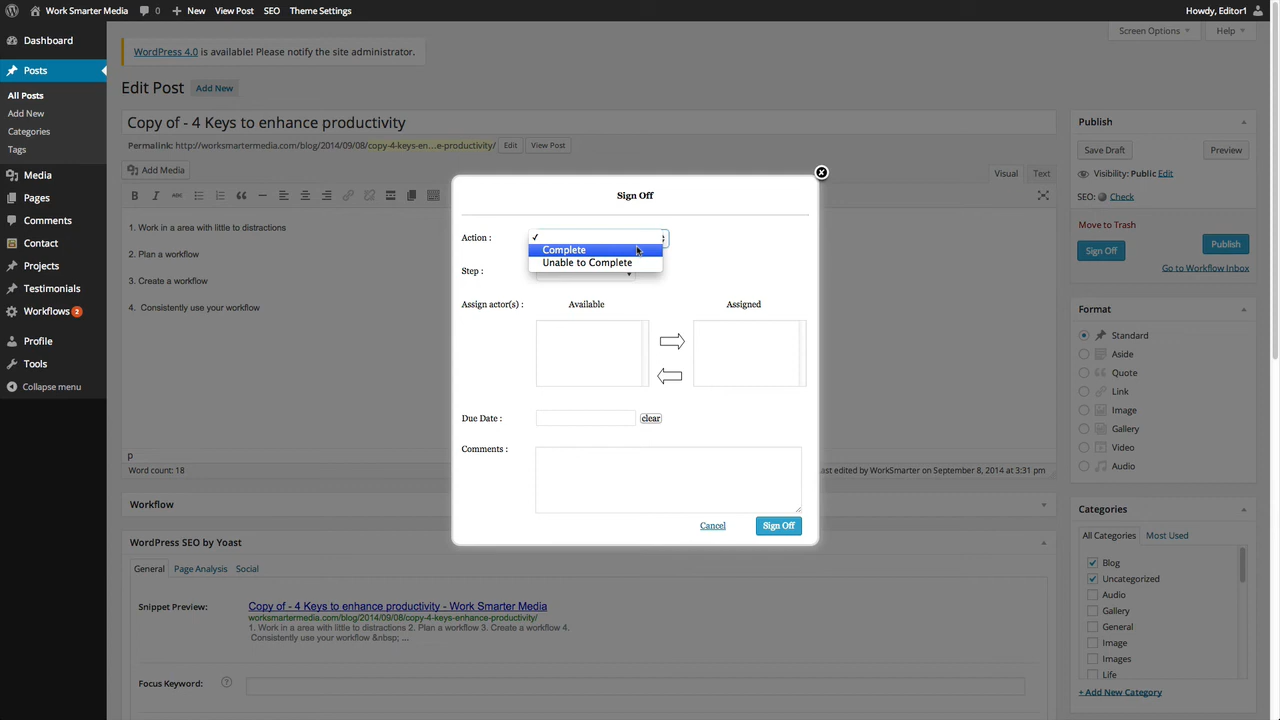 Work Smarter Media 0 New View Post SEO Theme Settings Howdy, Editor1
Dashboard
Posts
All Posts
Add New
Categories
Tags
Media
Pages
Comments
Contact
Projects
Testimonials
Workflows 2
Profile
Tools
Collapse menu
Screen Options Help
WordPress 4.0 is available! Please notify the site administrator.
Edit Post Add New
Copy of - 4 Keys to enhance productivity
Permalink: http://worksmartermedia.com/blog/2014/09/08/copy-4-keys-en...e-productivity/ Edit View Post
Add Media Visual Text
B I ABC
1. Work in a area with little to distractions
2. Plan a workflow
3. Create a workflow
4. Consistently use your workflow
p
Word count: 18 Last edited by WorkSmarter on September 8, 2014 at 3:31 pm
Workflow
WordPress SEO by Yoast
General Page Analysis Social
Snippet Preview: Copy of - 4 Keys to enhance productivity - Work Smarter Media
worksmartermedia.com/blog/2014/09/08/copy-4-keys-enhance-productivity/
1. Work in a area with little to distractions 2. Plan a workflow 3. Create a workflow 4.
Consistently use your workflow &nbsp; ...
Focus Keyword: ?
Sign Off
Action :
Complete
Unable to Complete
Step :
Assign actor(s) : Available Assigned
Due Date : clear
Comments :
Cancel Sign Off
Publish
Save Draft Preview
Visibility: Public Edit
SEO: Check
Move to Trash
Sign Off Publish
Go to Workflow Inbox
Format
Standard
Aside
Quote
Link
Image
Gallery
Video
Audio
Categories
All Categories Most Used
Blog
Uncategorized
Audio
Gallery
General
Image
Images
Life
+ Add New Category